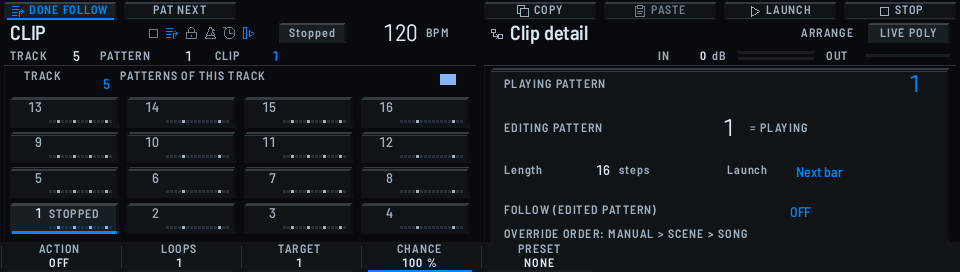 DONE FOLLOW PAT NEXT COPY PASTE LAUNCH STOP
CLIP Stopped 120 BPM Clip detail ARRANGE LIVE POLY
TRACK 5 PATTERN 1 CLIP 1 IN 0 dB OUT
TRACK 5 PATTERNS OF THIS TRACK
PLAYING PATTERN 1
13 14 15 16
EDITING PATTERN 1 = PLAYING
9 10 11 12
Length 16 steps Launch Next bar
5 6 7 8
FOLLOW (EDITED PATTERN) OFF
1 STOPPED 2 3 4
OVERRIDE ORDER: MANUAL > SCENE > SONG
ACTION LOOPS TARGET CHANCE PRESET
OFF 1 1 100 % NONE